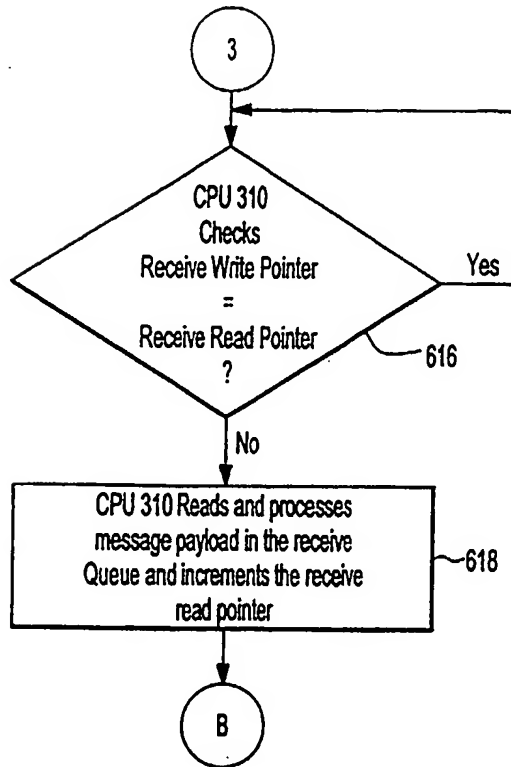 3
CPU 310
Checks
Receive Write Pointer
=
Receive Read Pointer
?
Yes
616
No
CPU 310 Reads and processes
message payload in the receive
Queue and increments the receive
read pointer
618
B